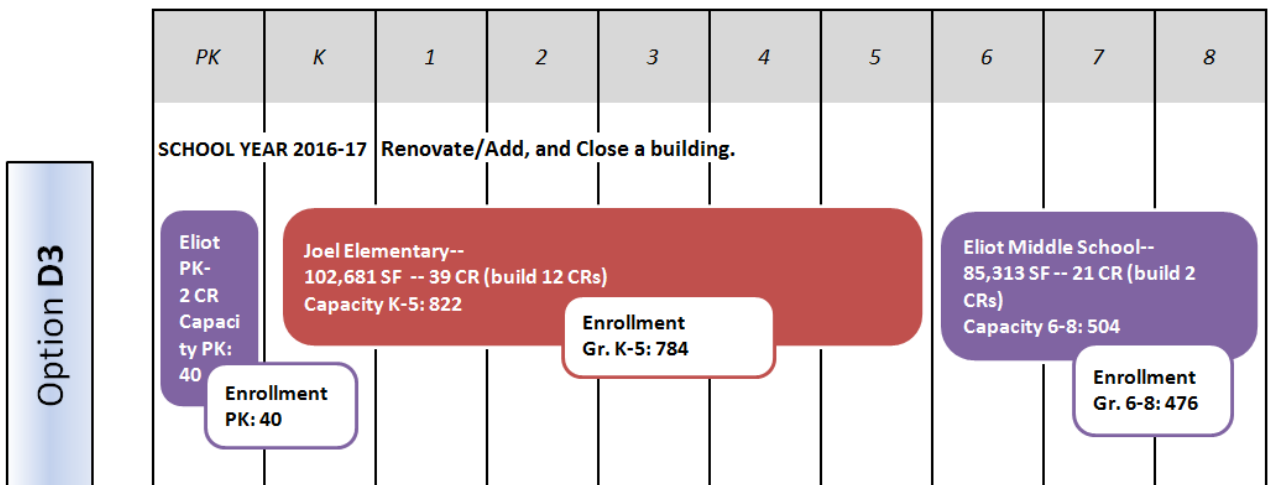 PK K 1 2 3 4 5 6 7 8
SCHOOL YEAR 2016-17 Renovate/Add, and Close a building.
Option D3
Eliot
PK-
2 CR
Capaci
ty PK:
40
Enrollment
PK: 40
Joel Elementary--
102,681 SF -- 39 CR (build 12 CRs)
Capacity K-5: 822
Enrollment
Gr. K-5: 784
Eliot Middle School--
85,313 SF -- 21 CR (build 2
CRs)
Capacity 6-8: 504
Enrollment
Gr. 6-8: 476